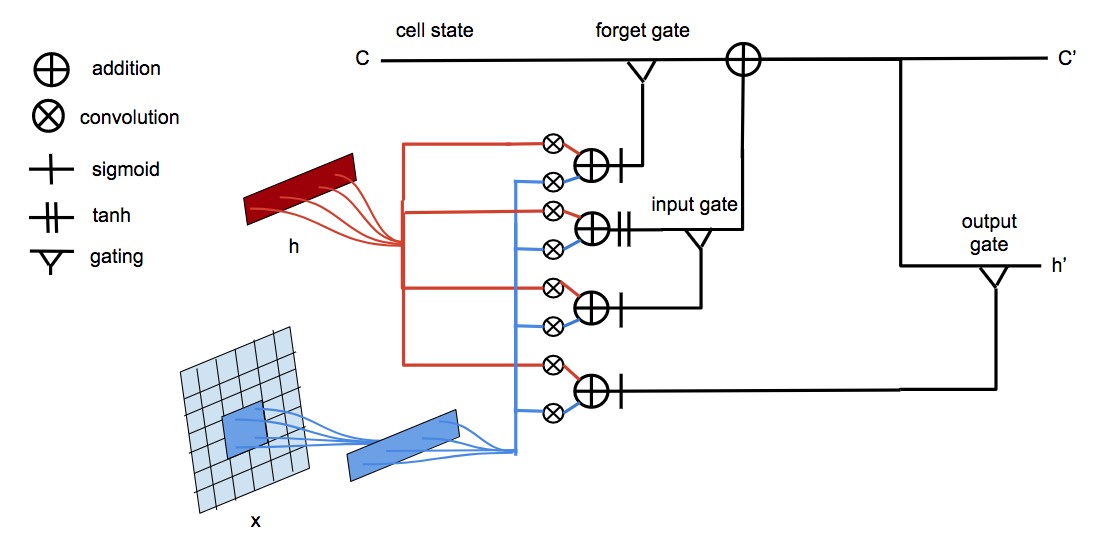 cell state
forget gate
C
C'
addition
convolution
sigmoid
tanh
gating
h
input gate
output
gate
h'
x